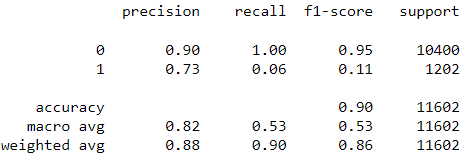 precision recall f1-score support
0 0.90 1.00 0.95 10400
1 0.73 0.06 0.11 1202
accuracy 0.90 11602
macro avg 0.82 0.53 0.53 11602
weighted avg 0.88 0.90 0.86 11602